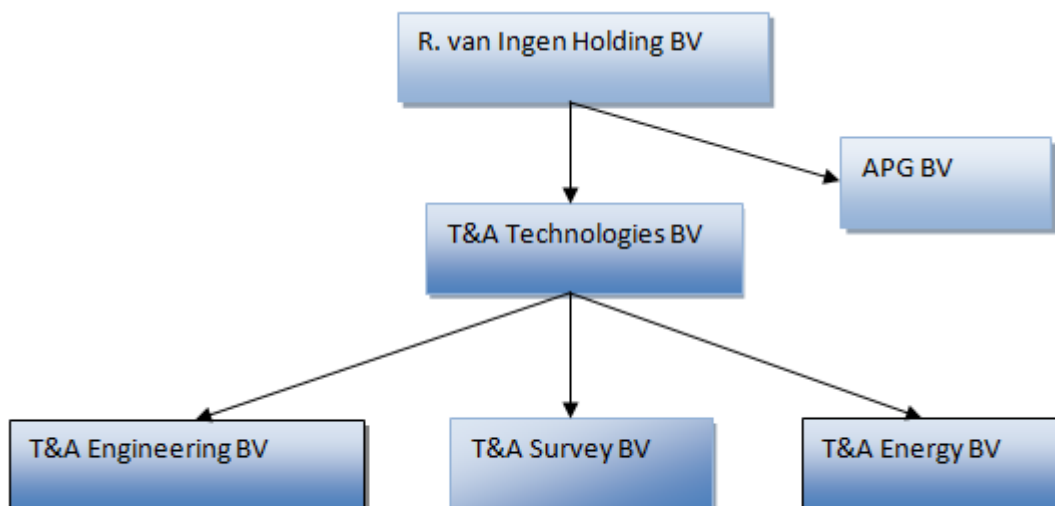 R. van Ingen Holding BV
APG BV
T&A Technologies BV
T&A Engineering BV
T&A Survey BV
T&A Energy BV